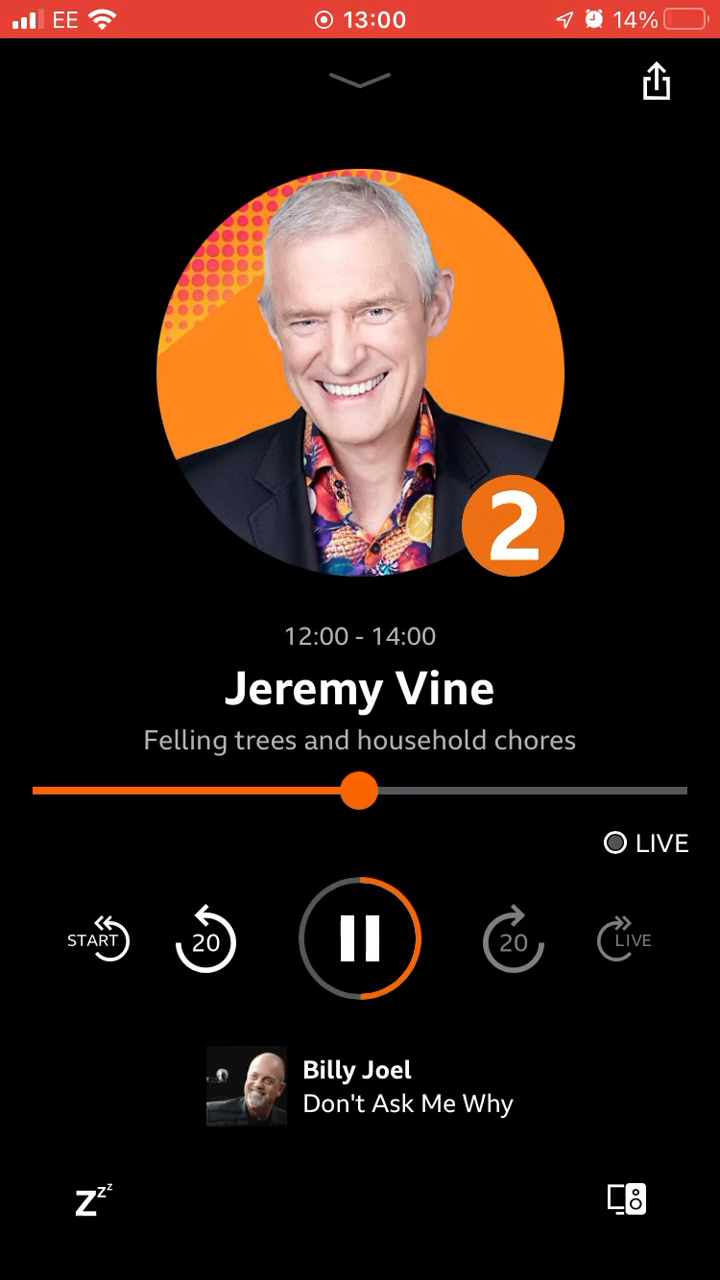 EE 13:00 14%
2
12:00 - 14:00
Jeremy Vine
Felling trees and household chores
LIVE
START 20 20 LIVE
Billy Joel
Don't Ask Me Why
Zzz